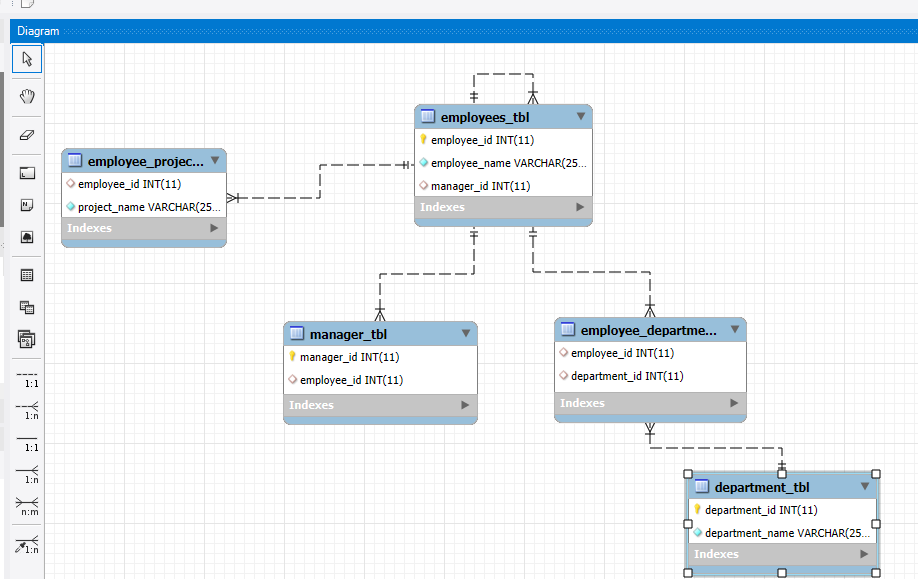 Diagram
employees_tbl
employee_id INT(11)
employee_name VARCHAR(25...
manager_id INT(11)
Indexes
employee_projec...
employee_id INT(11)
project_name VARCHAR(25...
Indexes
manager_tbl
manager_id INT(11)
employee_id INT(11)
Indexes
employee_departme...
employee_id INT(11)
department_id INT(11)
Indexes
department_tbl
department_id INT(11)
department_name VARCHAR(25...
Indexes
1:1
1:n
1:1
1:n
n:m
1:n